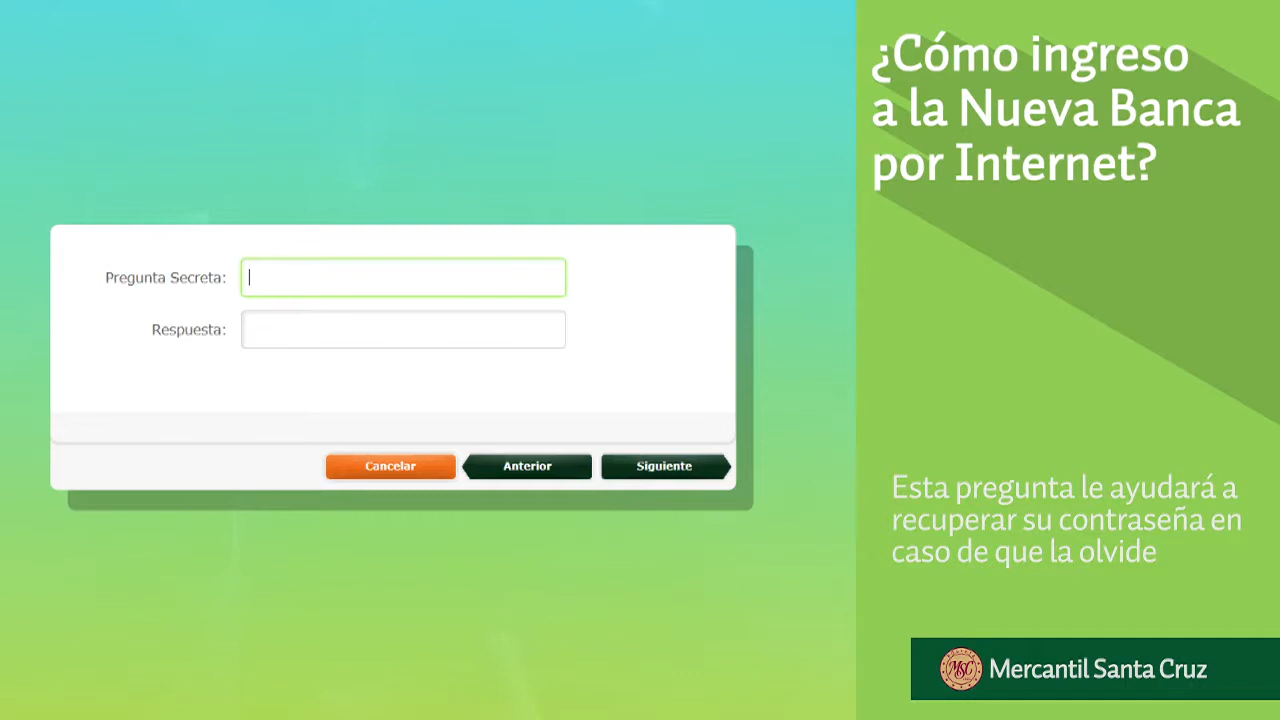 ¿Cómo ingreso
a la Nueva Banca
por Internet?
Pregunta Secreta:
Respuesta:
Cancelar
Anterior
Siguiente
Esta pregunta le ayudará a
recuperar su contraseña en
caso de que la olvide
MSC
Mercantil Santa Cruz